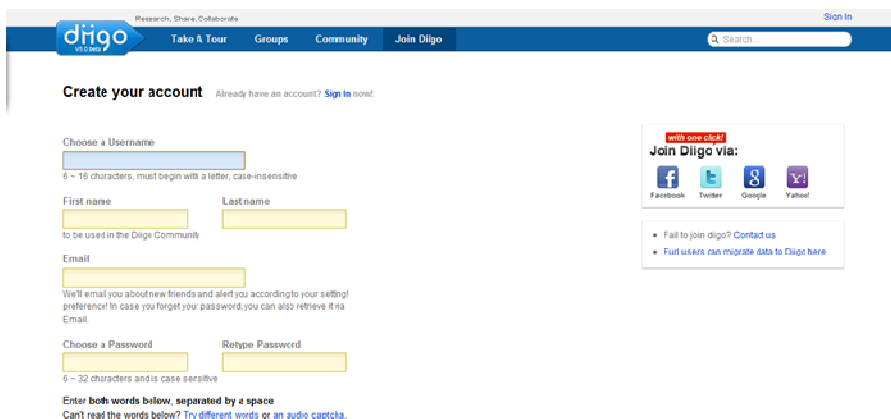 Research, Share, Collaborate
Sign In
diigo
V5.0 beta
Take A Tour Groups Community Join Diigo
Search...
Create your account Already have an account? Sign In now!
Choose a Username
6 ~ 16 characters, must begin with a letter, case-insensitive
First name Last name
to be used in the Diigo Community
Email
We'll email you about new friends and alert you according to your setting/
preference! In case you forget your password, you can also retrieve it via
Email.
Choose a Password Retype Password
6 ~ 32 characters and is case sensitive
Enter both words below, separated by a space
Can't read the words below? Try different words or an audio captcha.
with one click!
Join Diigo via:
Facebook Twitter Google Yahoo!
Fail to join diigo? Contact us
Furl users can migrate data to Diigo here